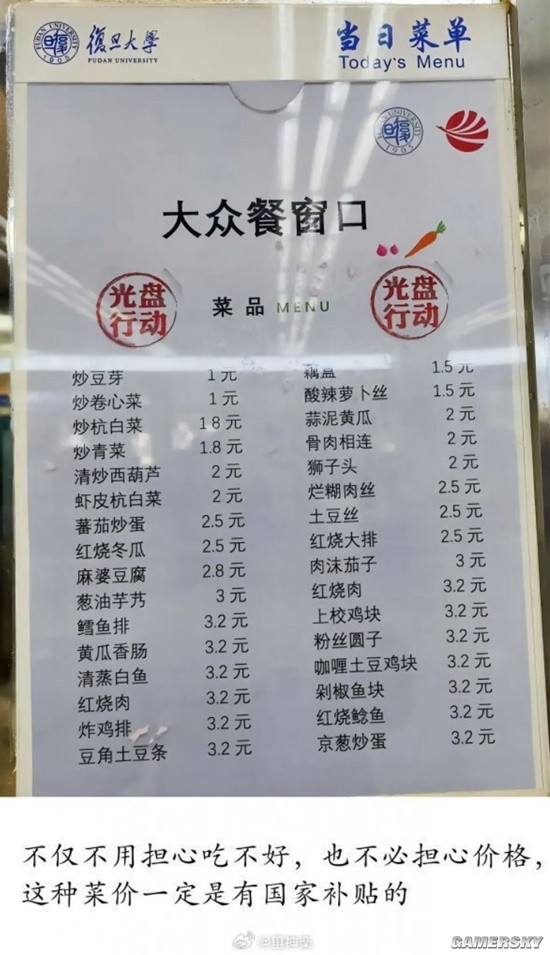 復旦大學
FUDAN UNIVERSITY
当日菜单
Today's Menu
大众餐窗口
光盘
行动
菜品 MENU
光盘
行动
炒豆芽 1元
炒卷心菜 1元
炒杭白菜 1 8元
炒青菜 1.8元
清炒西葫芦 2元
虾皮杭白菜 2元
蕃茄炒蛋 2.5元
红烧冬瓜 2.5元
麻婆豆腐 2.8元
葱油芋艿 3元
鳕鱼排 3.2元
黄瓜香肠 3.2元
清蒸白鱼 3.2元
红烧肉 3.2元
炸鸡排 3.2元
豆角土豆条 3.2元
藕盒 1.5元
酸辣萝卜丝 1.5元
蒜泥黄瓜 2元
骨肉相连 2元
狮子头 2元
烂糊肉丝 2.5元
土豆丝 2.5元
红烧大排 2.5元
肉沫茄子 3元
红烧肉 3.2元
上校鸡块 3.2元
粉丝圆子 3.2元
咖喱土豆鸡块 3.2元
剁椒鱼块 3.2元
红烧鲶鱼 3.2元
京葱炒蛋 3.2元
不仅不用担心吃不好，也不必担心价格，
这种菜价一定是有国家补贴的
GAMERSKY